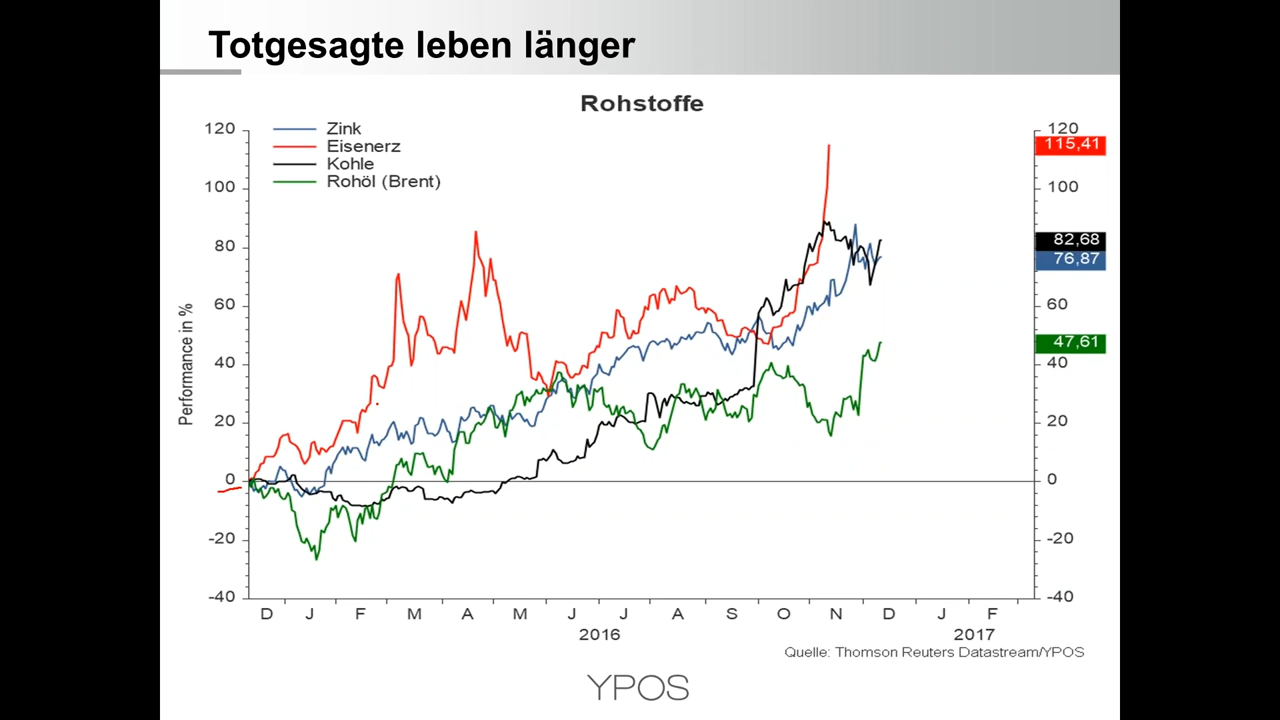 Totgesagte leben länger
Rohstoffe
Zink
Eisenerz
Kohle
Rohöl (Brent)
Performance in %
120
100
80
60
40
20
0
-20
-40
120
115,41
100
82,68
76,87
60
47,61
40
20
0
-20
-40
D J F M A M J J A S O N D J F
2016 2017
Quelle: Thomson Reuters Datastream/YPOS
YPOS